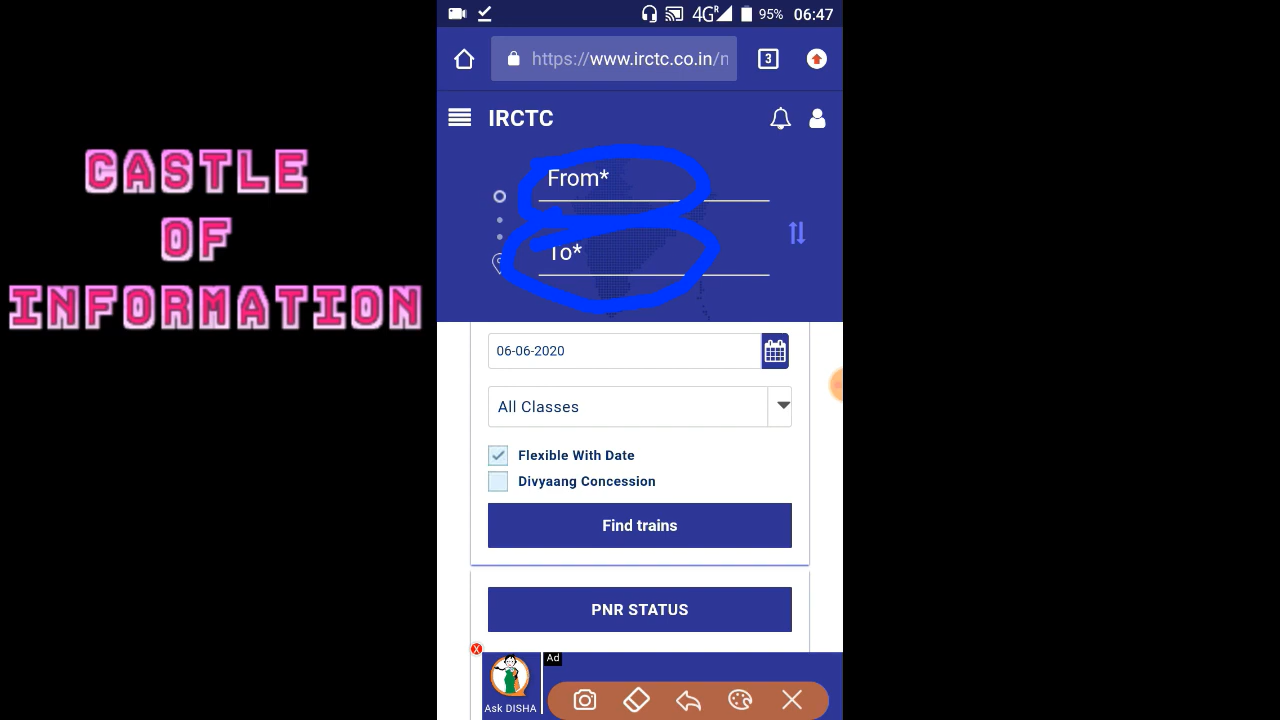 CASTLE
OF
INFORMATION
4G R 95% 06:47
https://www.irctc.co.in/n
3
IRCTC
From*
To*
06-06-2020
All Classes
Flexible With Date
Divyaang Concession
Find trains
PNR STATUS
X
Ad
Ask DISHA